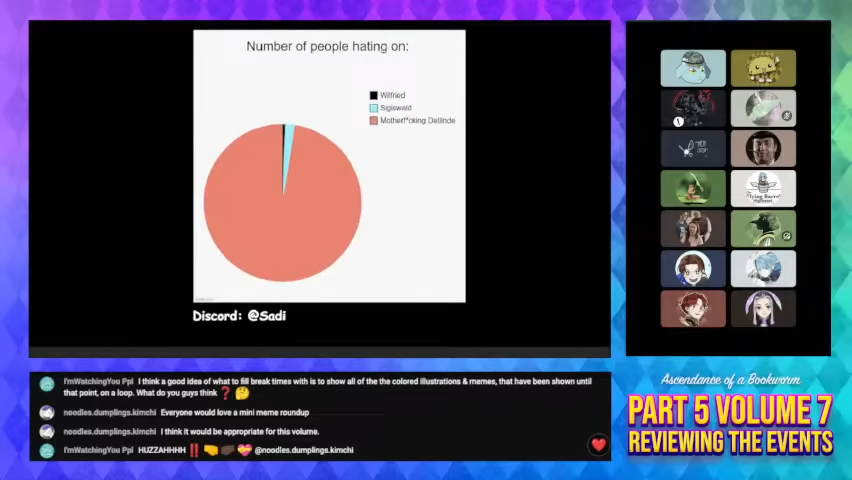 Number of people hating on:
Wilfried
Sigiswald
Motherf*cking Detlinde
Discord: @Sadi
I'mWatchingYou Ppl I think a good idea of what to fill break times with is to show all of the the colored illustrations & memes, that have been shown until
that point, on a loop. What do you guys think ❓ 🤔
noodles.dumplings.kimchi Everyone would love a mini meme roundup
noodles.dumplings.kimchi I think it would be appropriate for this volume.
I'mWatchingYou Ppl HUZZAHHHH ‼️ 🤜 🤛🏿 💝 @noodles.dumplings.kimchi
Ascendance of a Bookworm
PART 5 VOLUME 7
REVIEWING THE EVENTS